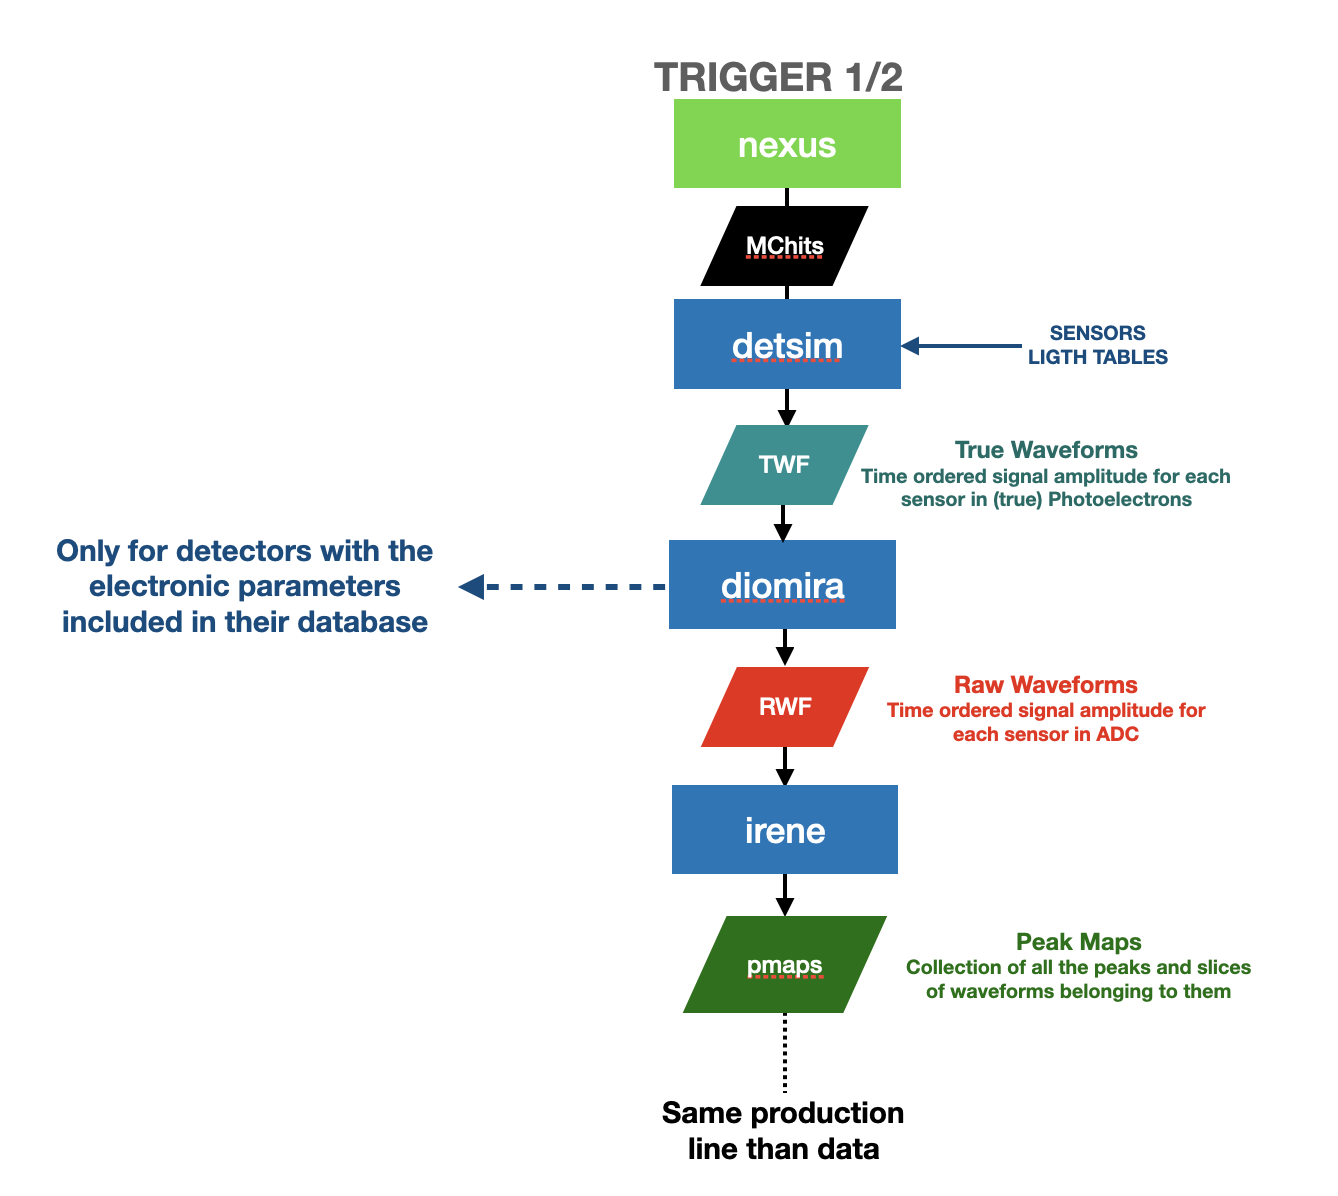 TRIGGER 1/2
nexus
MChits
detsim
SENSORS
LIGTH TABLES
TWF
True Waveforms
Time ordered signal amplitude for each
sensor in (true) Photoelectrons
Only for detectors with the
electronic parameters
included in their database
diomira
RWF
Raw Waveforms
Time ordered signal amplitude for
each sensor in ADC
irene
pmaps
Peak Maps
Collection of all the peaks and slices
of waveforms belonging to them
Same production
line than data